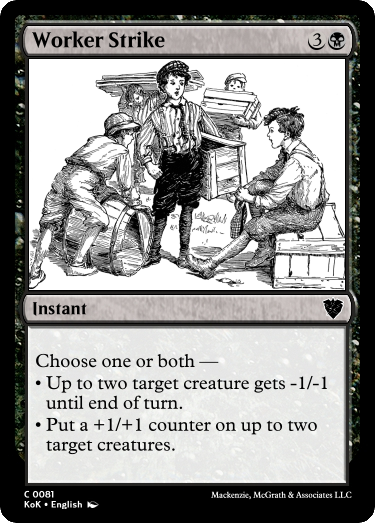 Worker Strike 3
Instant
Choose one or both —
• Up to two target creature gets -1/-1
until end of turn.
• Put a +1/+1 counter on up to two
target creatures.
C 0081
KoK • English
Mackenzie, McGrath & Associates LLC